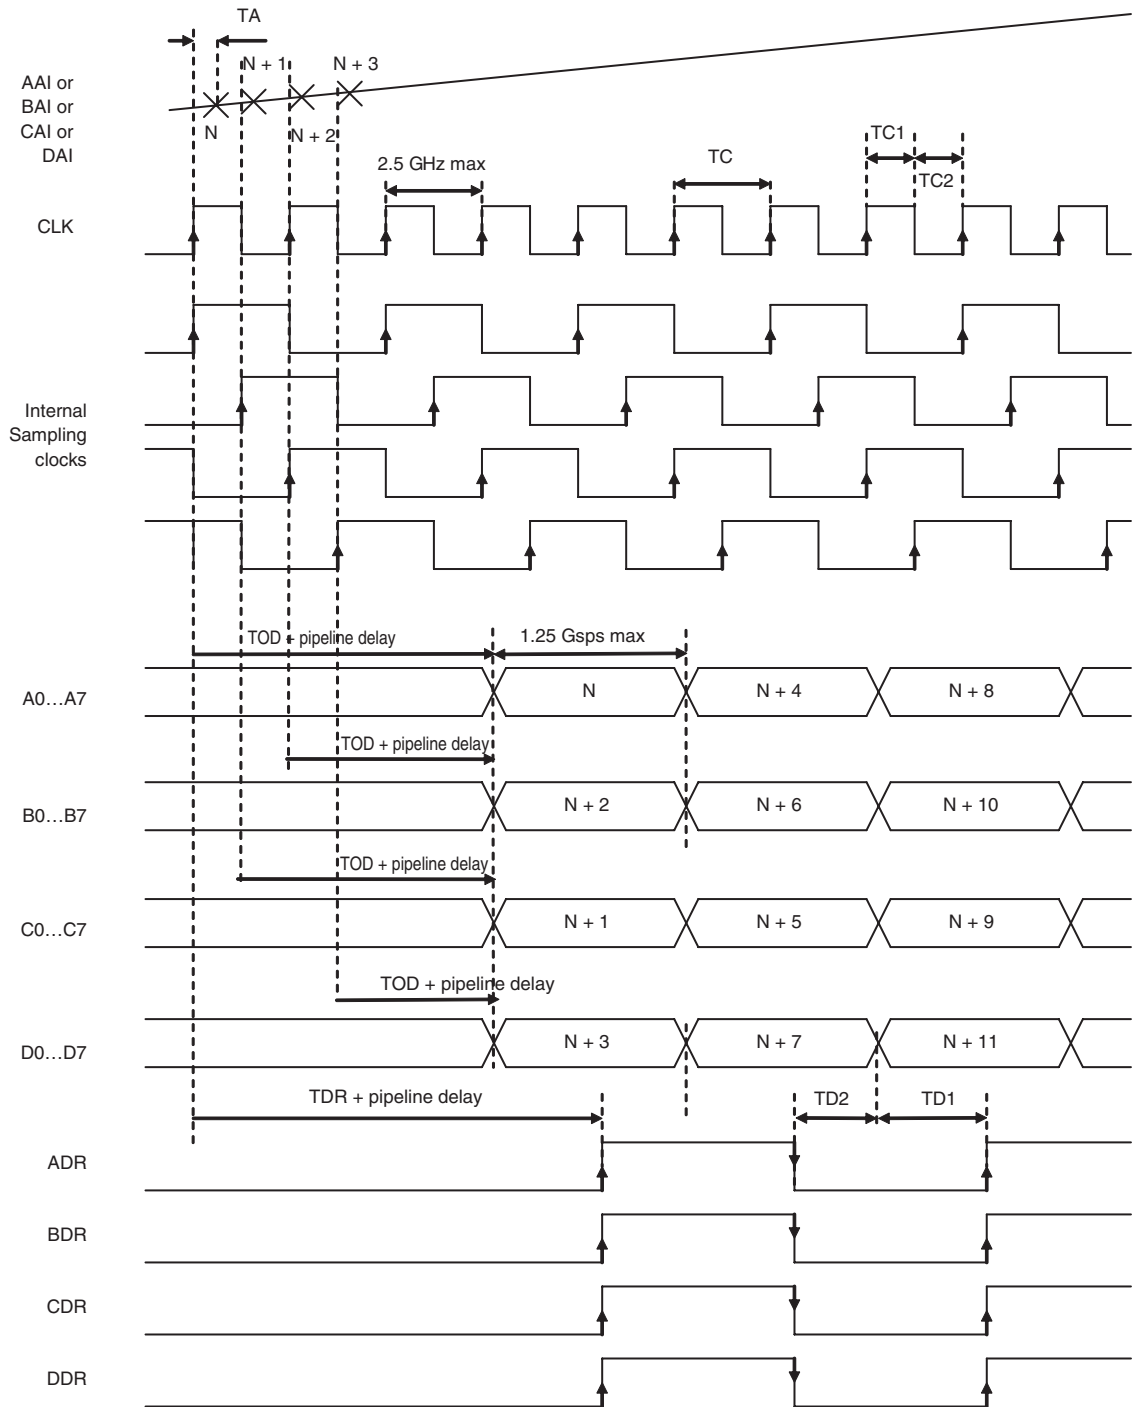 TA
N + 1
N + 3
AAI or
BAI or
CAI or
DAI
N
N + 2
2.5 GHz max
TC
TC1
TC2
CLK
Internal
Sampling
clocks
TOD + pipeline delay
1.25 Gsps max
A0…A7
N
N + 4
N + 8
TOD + pipeline delay
B0…B7
N + 2
N + 6
N + 10
TOD + pipeline delay
C0…C7
N + 1
N + 5
N + 9
TOD + pipeline delay
D0…D7
N + 3
N + 7
N + 11
TDR + pipeline delay
TD2
TD1
ADR
BDR
CDR
DDR